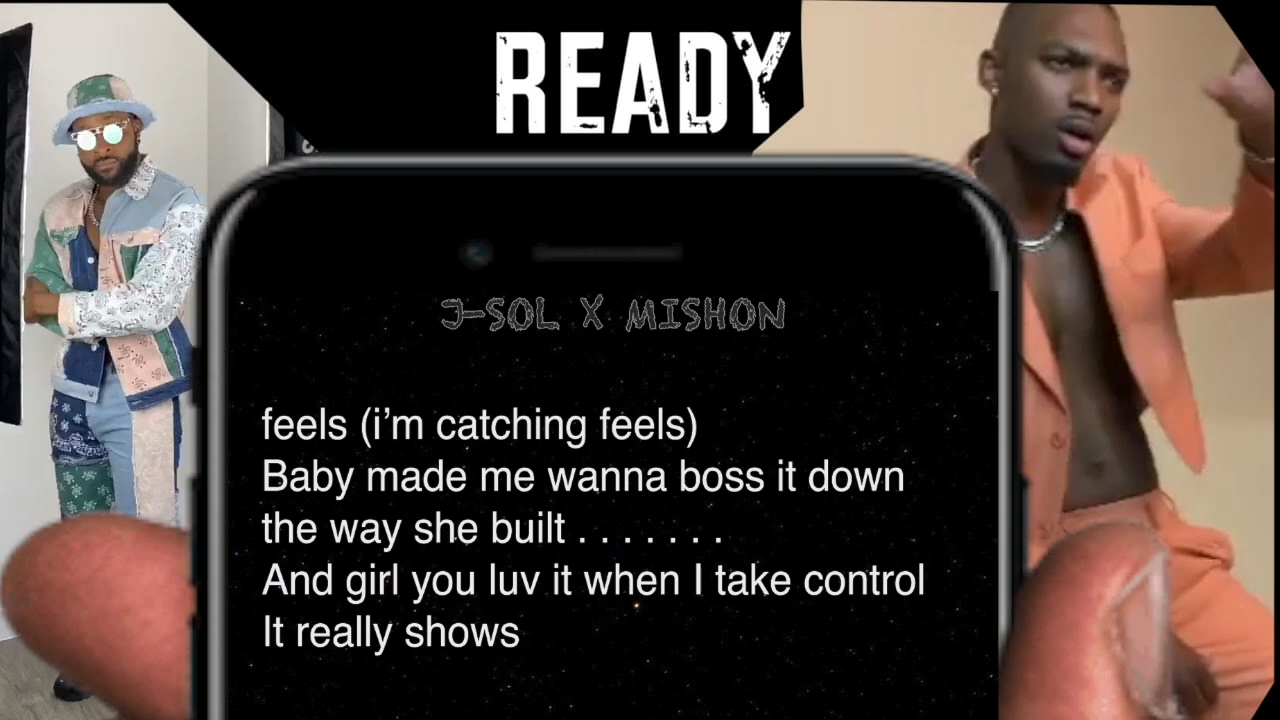 READY
J-SOL X MISHON
feels (i’m catching feels)
Baby made me wanna boss it down
the way she built . . . . . . .
And girl you luv it when I take control
It really shows